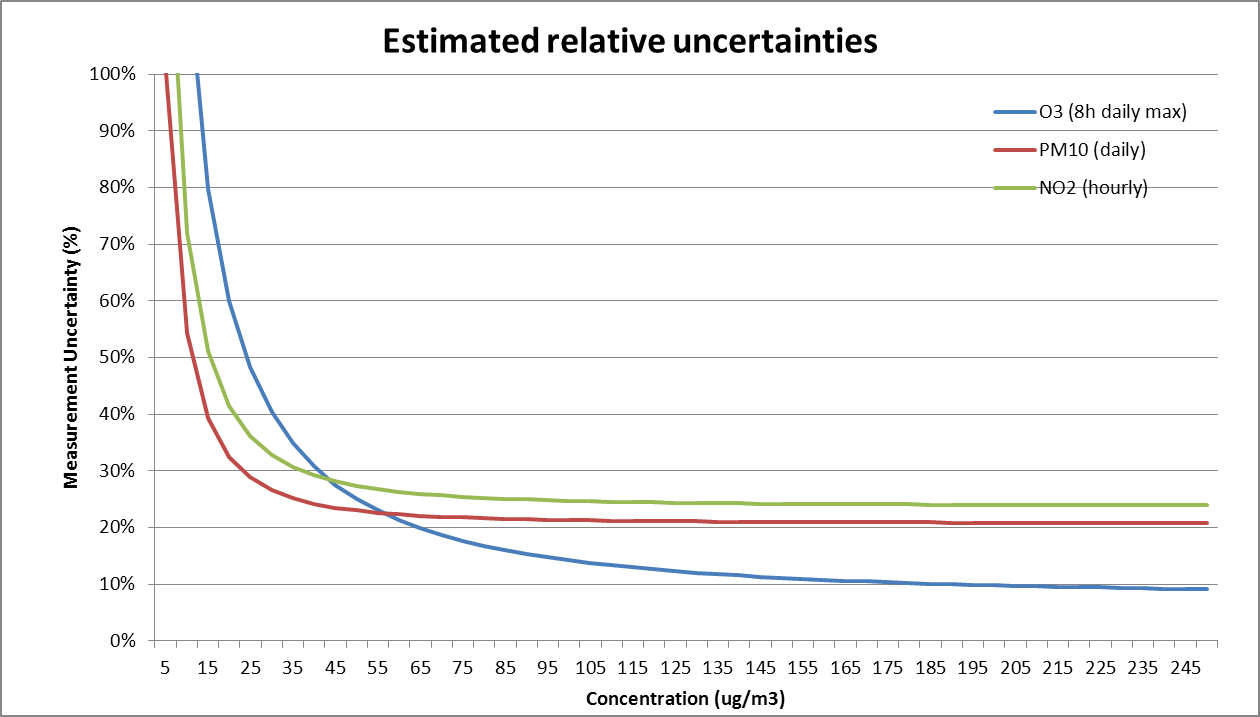 Estimated relative uncertainties
100%
90%
80%
70%
60%
50%
40%
30%
20%
10%
0%
Measurement Uncertainty (%)
O3 (8h daily max)
PM10 (daily)
NO2 (hourly)
5 15 25 35 45 55 65 75 85 95 105 115 125 135 145 155 165 175 185 195 205 215 225 235 245
Concentration (ug/m3)